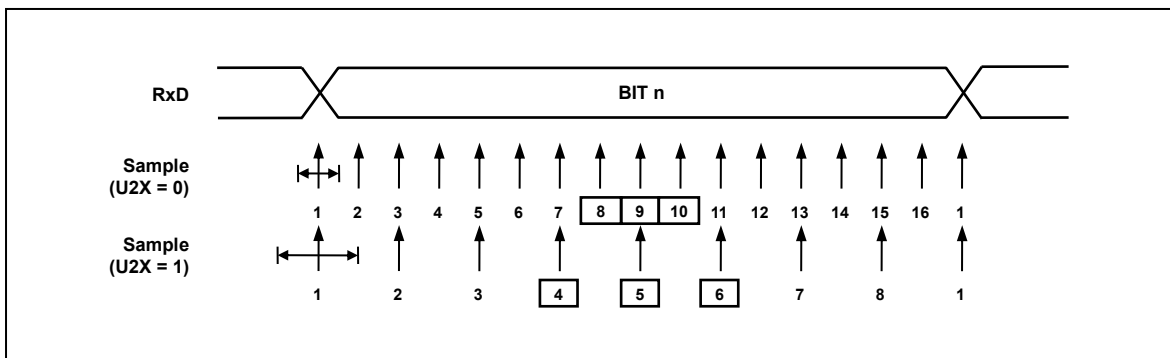 RxD BIT n
Sample
(U2X = 0)
1 2 3 4 5 6 7 8 9 10 11 12 13 14 15 16 1
Sample
(U2X = 1)
1 2 3 4 5 6 7 8 1